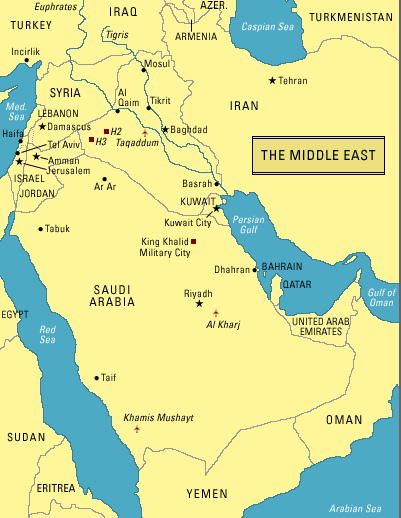 Euphrates
IRAQ
AZER.
TURKEY
Tigris
Caspian Sea
TURKMENISTAN
ARMENIA
Incirlik
Mosul
Tehran
SYRIA
Al
Qaim
Tikrit
IRAN
Med.
Sea
LEBANON
Damascus
H2
Baghdad
Haifa
H3
Taqaddum
Tel Aviv
THE MIDDLE EAST
Amman
Jerusalem
ISRAEL
JORDAN
Ar Ar
Basrah
KUWAIT
Kuwait City
Persian
Gulf
Tabuk
King Khalid
Military City
Dhahran
BAHRAIN
QATAR
SAUDI
ARABIA
Riyadh
Gulf of
Oman
EGYPT
Al Kharj
UNITED ARAB
EMIRATES
Red
Sea
Taif
Khamis Mushayt
OMAN
SUDAN
ERITREA
YEMEN
Arabian Sea